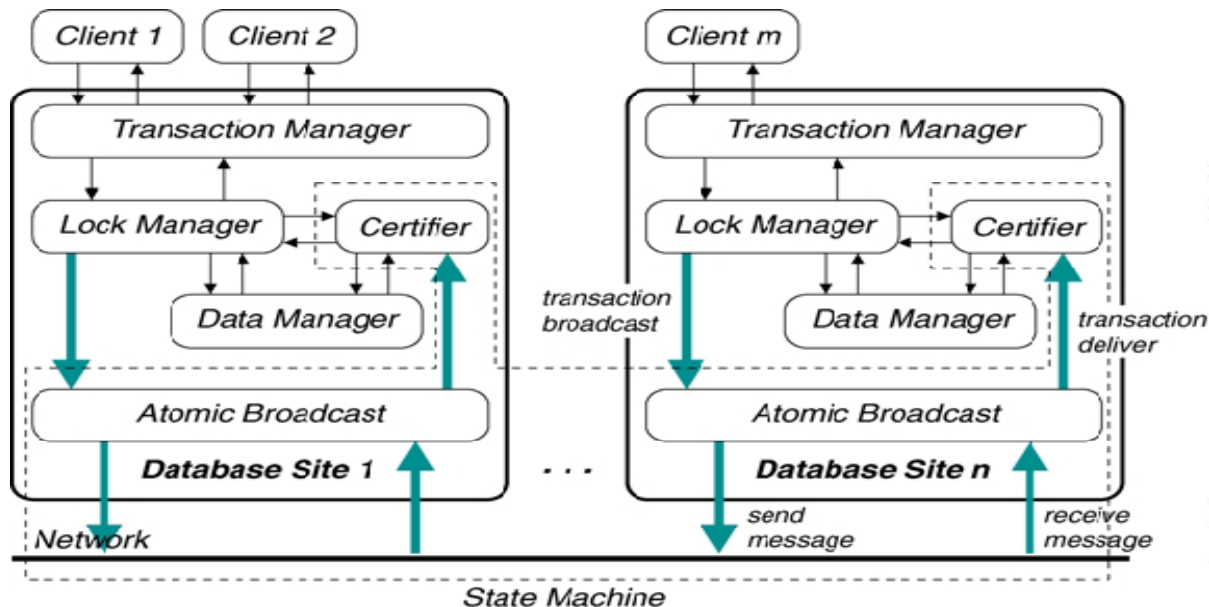 Client 1
Client 2
Client m
Transaction Manager
Transaction Manager
Lock Manager
Certifier
Lock Manager
Certifier
Data Manager
transaction
broadcast
Data Manager
transaction
deliver
Atomic Broadcast
Atomic Broadcast
Database Site 1
...
Database Site n
Network
send
message
receive
message
State Machine